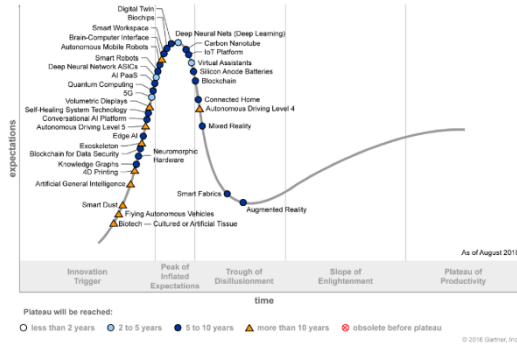 Digital Twin
Biochips
Smart Workspace
Brain-Computer Interface
Autonomous Mobile Robots
Smart Robots
Deep Neural Network ASICs
AI PaaS
Quantum Computing
5G
Volumetric Displays
Self-Healing System Technology
Conversational AI Platform
Autonomous Driving Level 5
Edge AI
Exoskeleton
Blockchain for Data Security
Neuromorphic
Hardware
Knowledge Graphs
4D Printing
Artificial General Intelligence
Smart Dust
Flying Autonomous Vehicles
Biotech — Cultured or Artificial Tissue
Deep Neural Nets (Deep Learning)
Carbon Nanotube
IoT Platform
Virtual Assistants
Silicon Anode Batteries
Blockchain
Connected Home
Autonomous Driving Level 4
Mixed Reality
Smart Fabrics
Augmented Reality
expectations
As of August 201
Innovation
Trigger
Peak of
Inflated
Expectations
Trough of
Disillusionment
Slope of
Enlightenment
Plateau of
Productivity
time
Plateau will be reached:
less than 2 years
2 to 5 years
5 to 10 years
more than 10 years
obsolete before plateau
Gartner, Inc